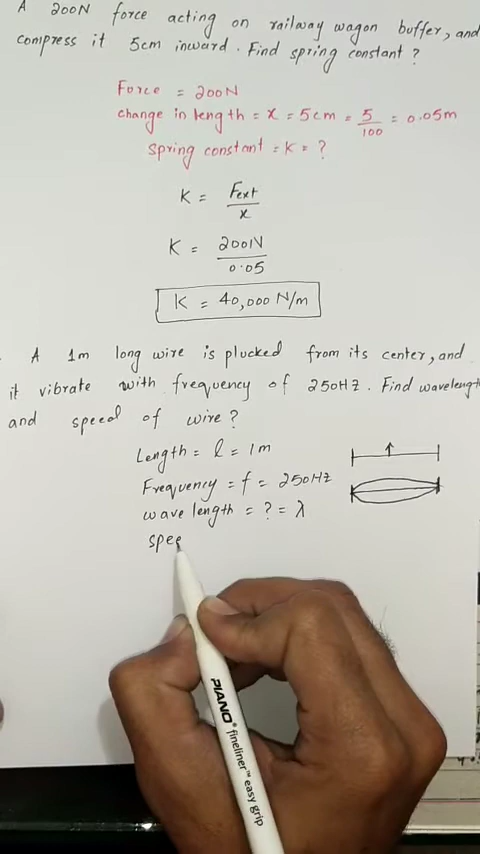 A 200N force acting on railway wagon buffer, and
compress it 5cm inward. Find spring constant?
Force = 200N
change in length = x = 5cm = 5/100 = 0.05m
Spring constant = K = ?
K = Fext/x
K = 200N/0.05
K = 40,000 N/m
A 1m long wire is plucked from its center, and
it vibrate with frequency of 250HZ. Find wavelengt
and speed of wire?
Length = l = 1m
Frequency = f = 250HZ
wave length = ? = λ
spee
PIANO fineliner™ easy grip